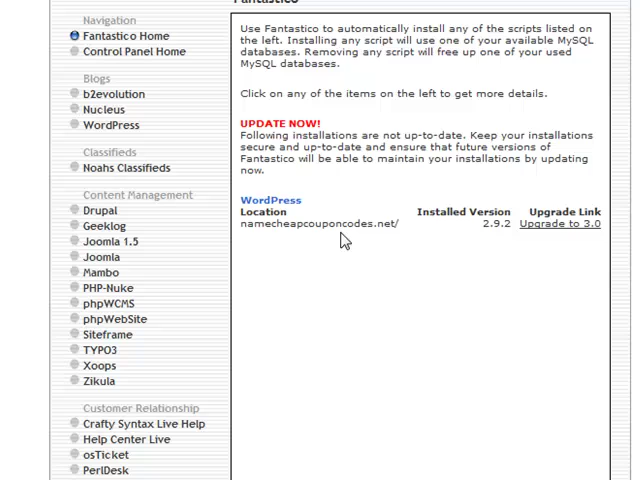 Fantastico
Navigation
Fantastico Home
Control Panel Home
Blogs
b2evolution
Nucleus
WordPress
Classifieds
Noahs Classifieds
Content Management
Drupal
Geeklog
Joomla 1.5
Joomla
Mambo
PHP-Nuke
phpWCMS
phpWebSite
Siteframe
TYPO3
Xoops
Zikula
Customer Relationship
Crafty Syntax Live Help
Help Center Live
osTicket
PerlDesk
Use Fantastico to automatically install any of the scripts listed on
the left. Installing any script will use one of your available MySQL
databases. Removing any script will free up one of your used
MySQL databases.
Click on any of the items on the left to get more details.
UPDATE NOW!
Following installations are not up-to-date. Keep your installations
secure and up-to-date and ensure that future versions of
Fantastico will be able to maintain your installations by updating
now.
WordPress
Location Installed Version Upgrade Link
namecheapcouponcodes.net/ 2.9.2 Upgrade to 3.0